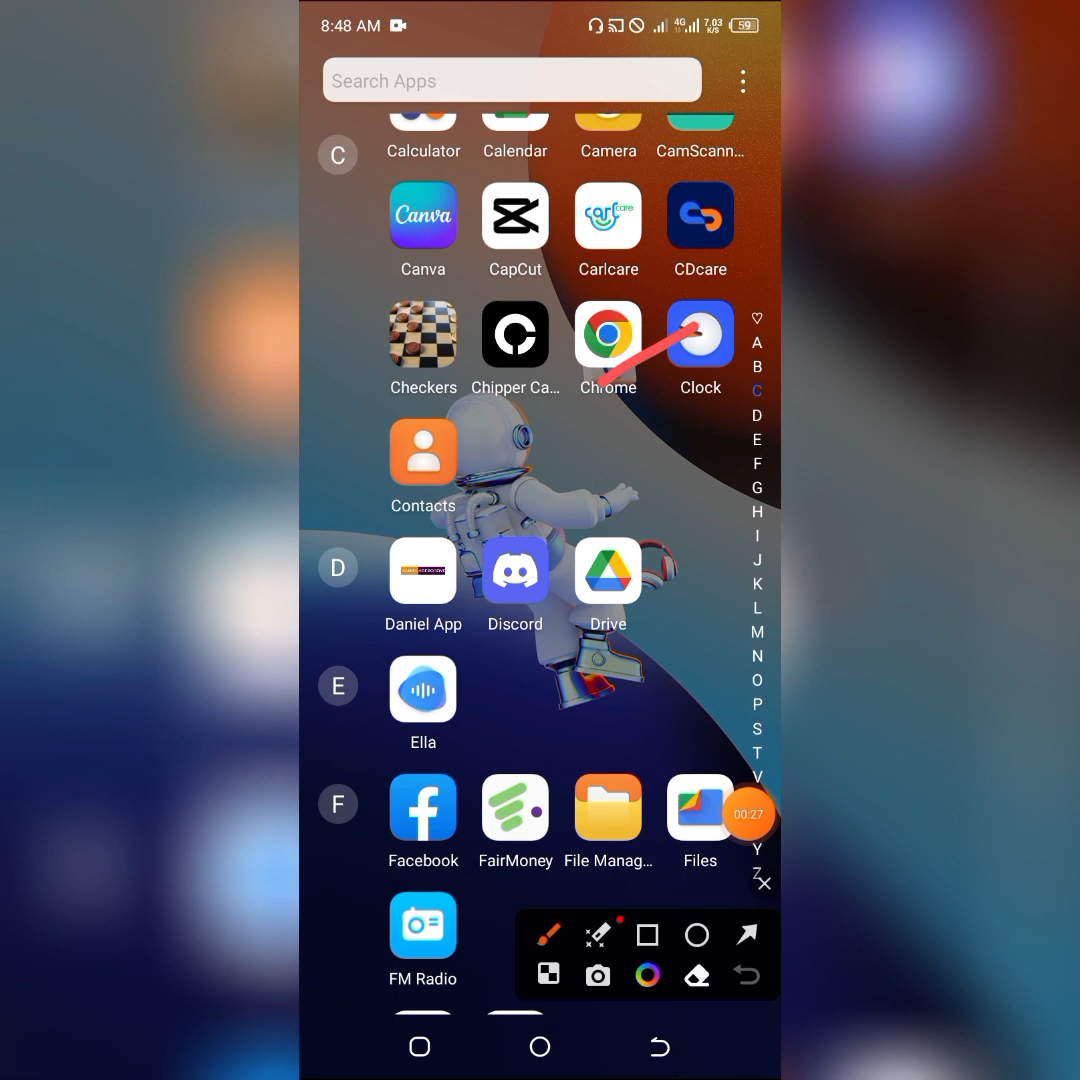 8:48 AM 4G 7.03 K/S 59
Search Apps
C
Calculator Calendar Camera CamScann...
Canva Canva CapCut Carlcare CDcare
carlcare
Checkers Chipper Ca... Chrome Clock
Contacts
D
Daniel App Discord Drive
E
Ella
F
Facebook FairMoney File Manag... Files
FM Radio
A
B
C
D
E
F
G
H
I
J
K
L
M
N
O
P
S
T
V
Y
Z
00:27